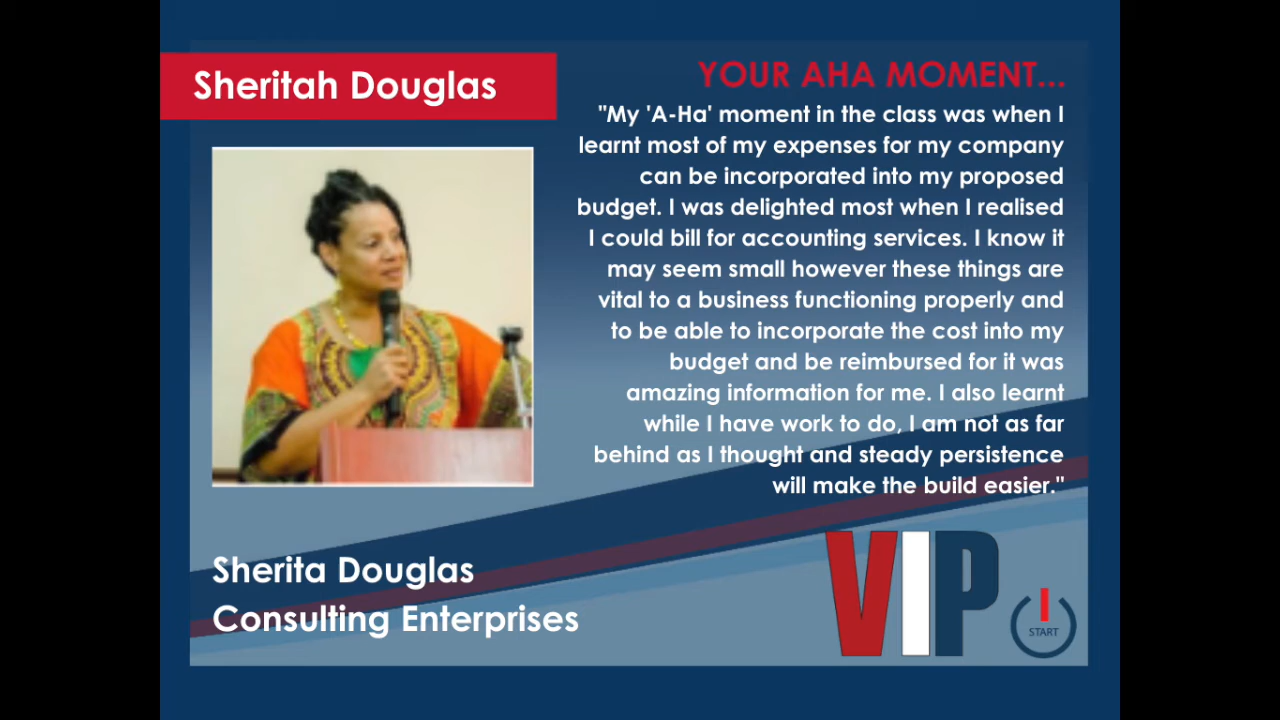 Sheritah Douglas
YOUR AHA MOMENT...
"My 'A-Ha' moment in the class was when I
learnt most of my expenses for my company
can be incorporated into my proposed
budget. I was delighted most when I realised
I could bill for accounting services. I know it
may seem small however these things are
vital to a business functioning properly and
to be able to incorporate the cost into my
budget and be reimbursed for it was
amazing information for me. I also learnt
while I have work to do, I am not as far
behind as I thought and steady persistence
will make the build easier."
Sherita Douglas
Consulting Enterprises
VIP
START